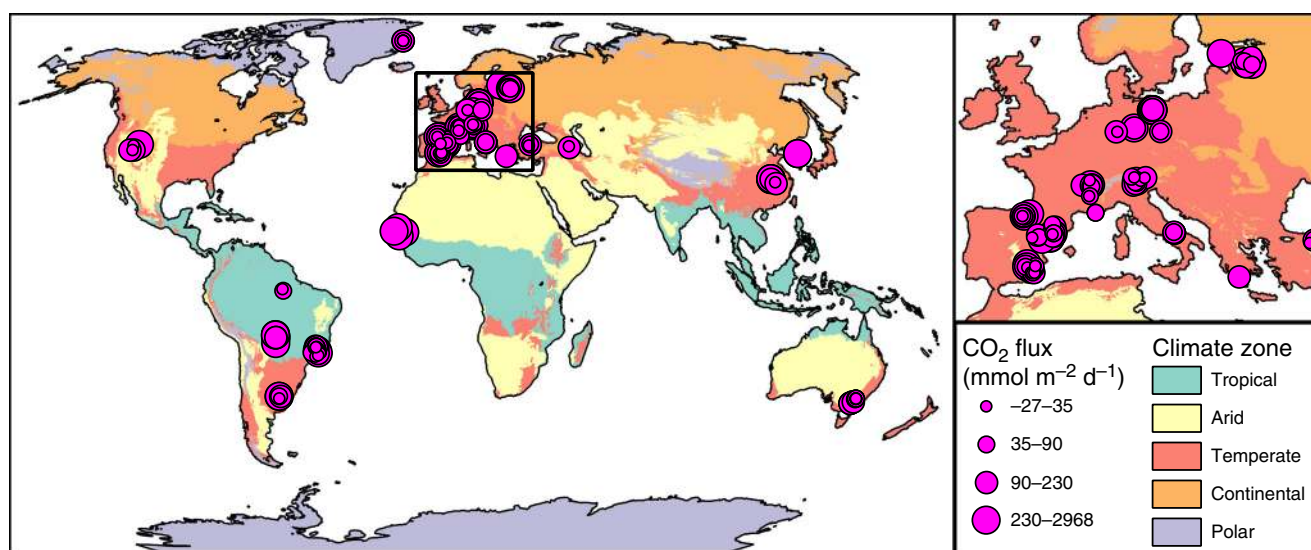 CO₂ flux
(mmol m⁻² d⁻¹)
−27–35
35–90
90–230
230–2968
Climate zone
Tropical
Arid
Temperate
Continental
Polar